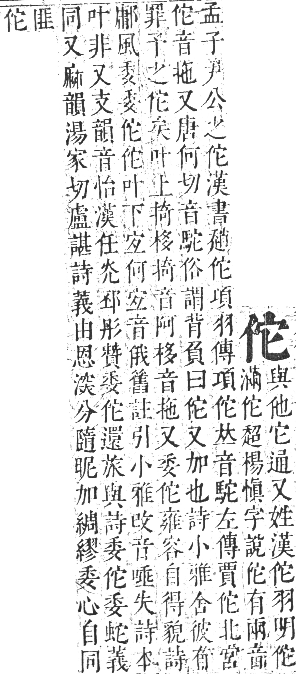 佗
與他它通又姓漢佗羽明佗
滿佗超楊慎字說佗有兩音
孟子尹公之佗漢書趙佗項羽傳項佗𠀤音駝左傳賈佗北宮
佗音拖又唐何切音駝俗謂背負曰佗又加也詩小雅舍彼有
罪予之佗矣叶上掎移掎音阿移音拖又委佗雍容自得貌詩
鄘風委委佗佗叶下宐何宐音俄舊註引小雅改音唾失詩本
叶非又支韻音怡漢任光邳彤贊委佗還旅與詩委佗委蛇義
同又麻韻湯家切盧諶詩義由恩淡分隨昵加綢繆委心自同
匪
佗